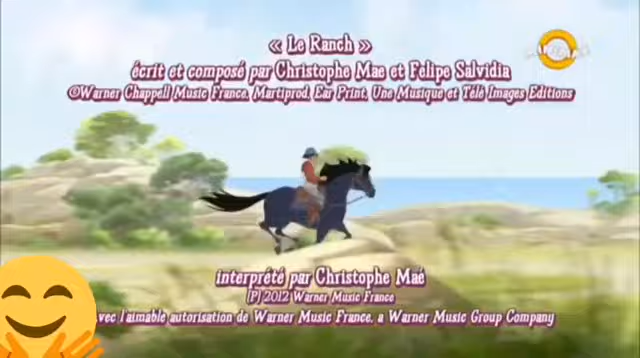 « Le Ranch »
écrit et composé par Christophe Mae et Felipe Salvidia
©Warner Chappell Music France, Martiprod, Ear Print, Une Musique et Télé Images Editions
interprété par Christophe Maé
[P] 2012 Warner Music France
avec l'aimable autorisation de Warner Music France, a Warner Music Group Company